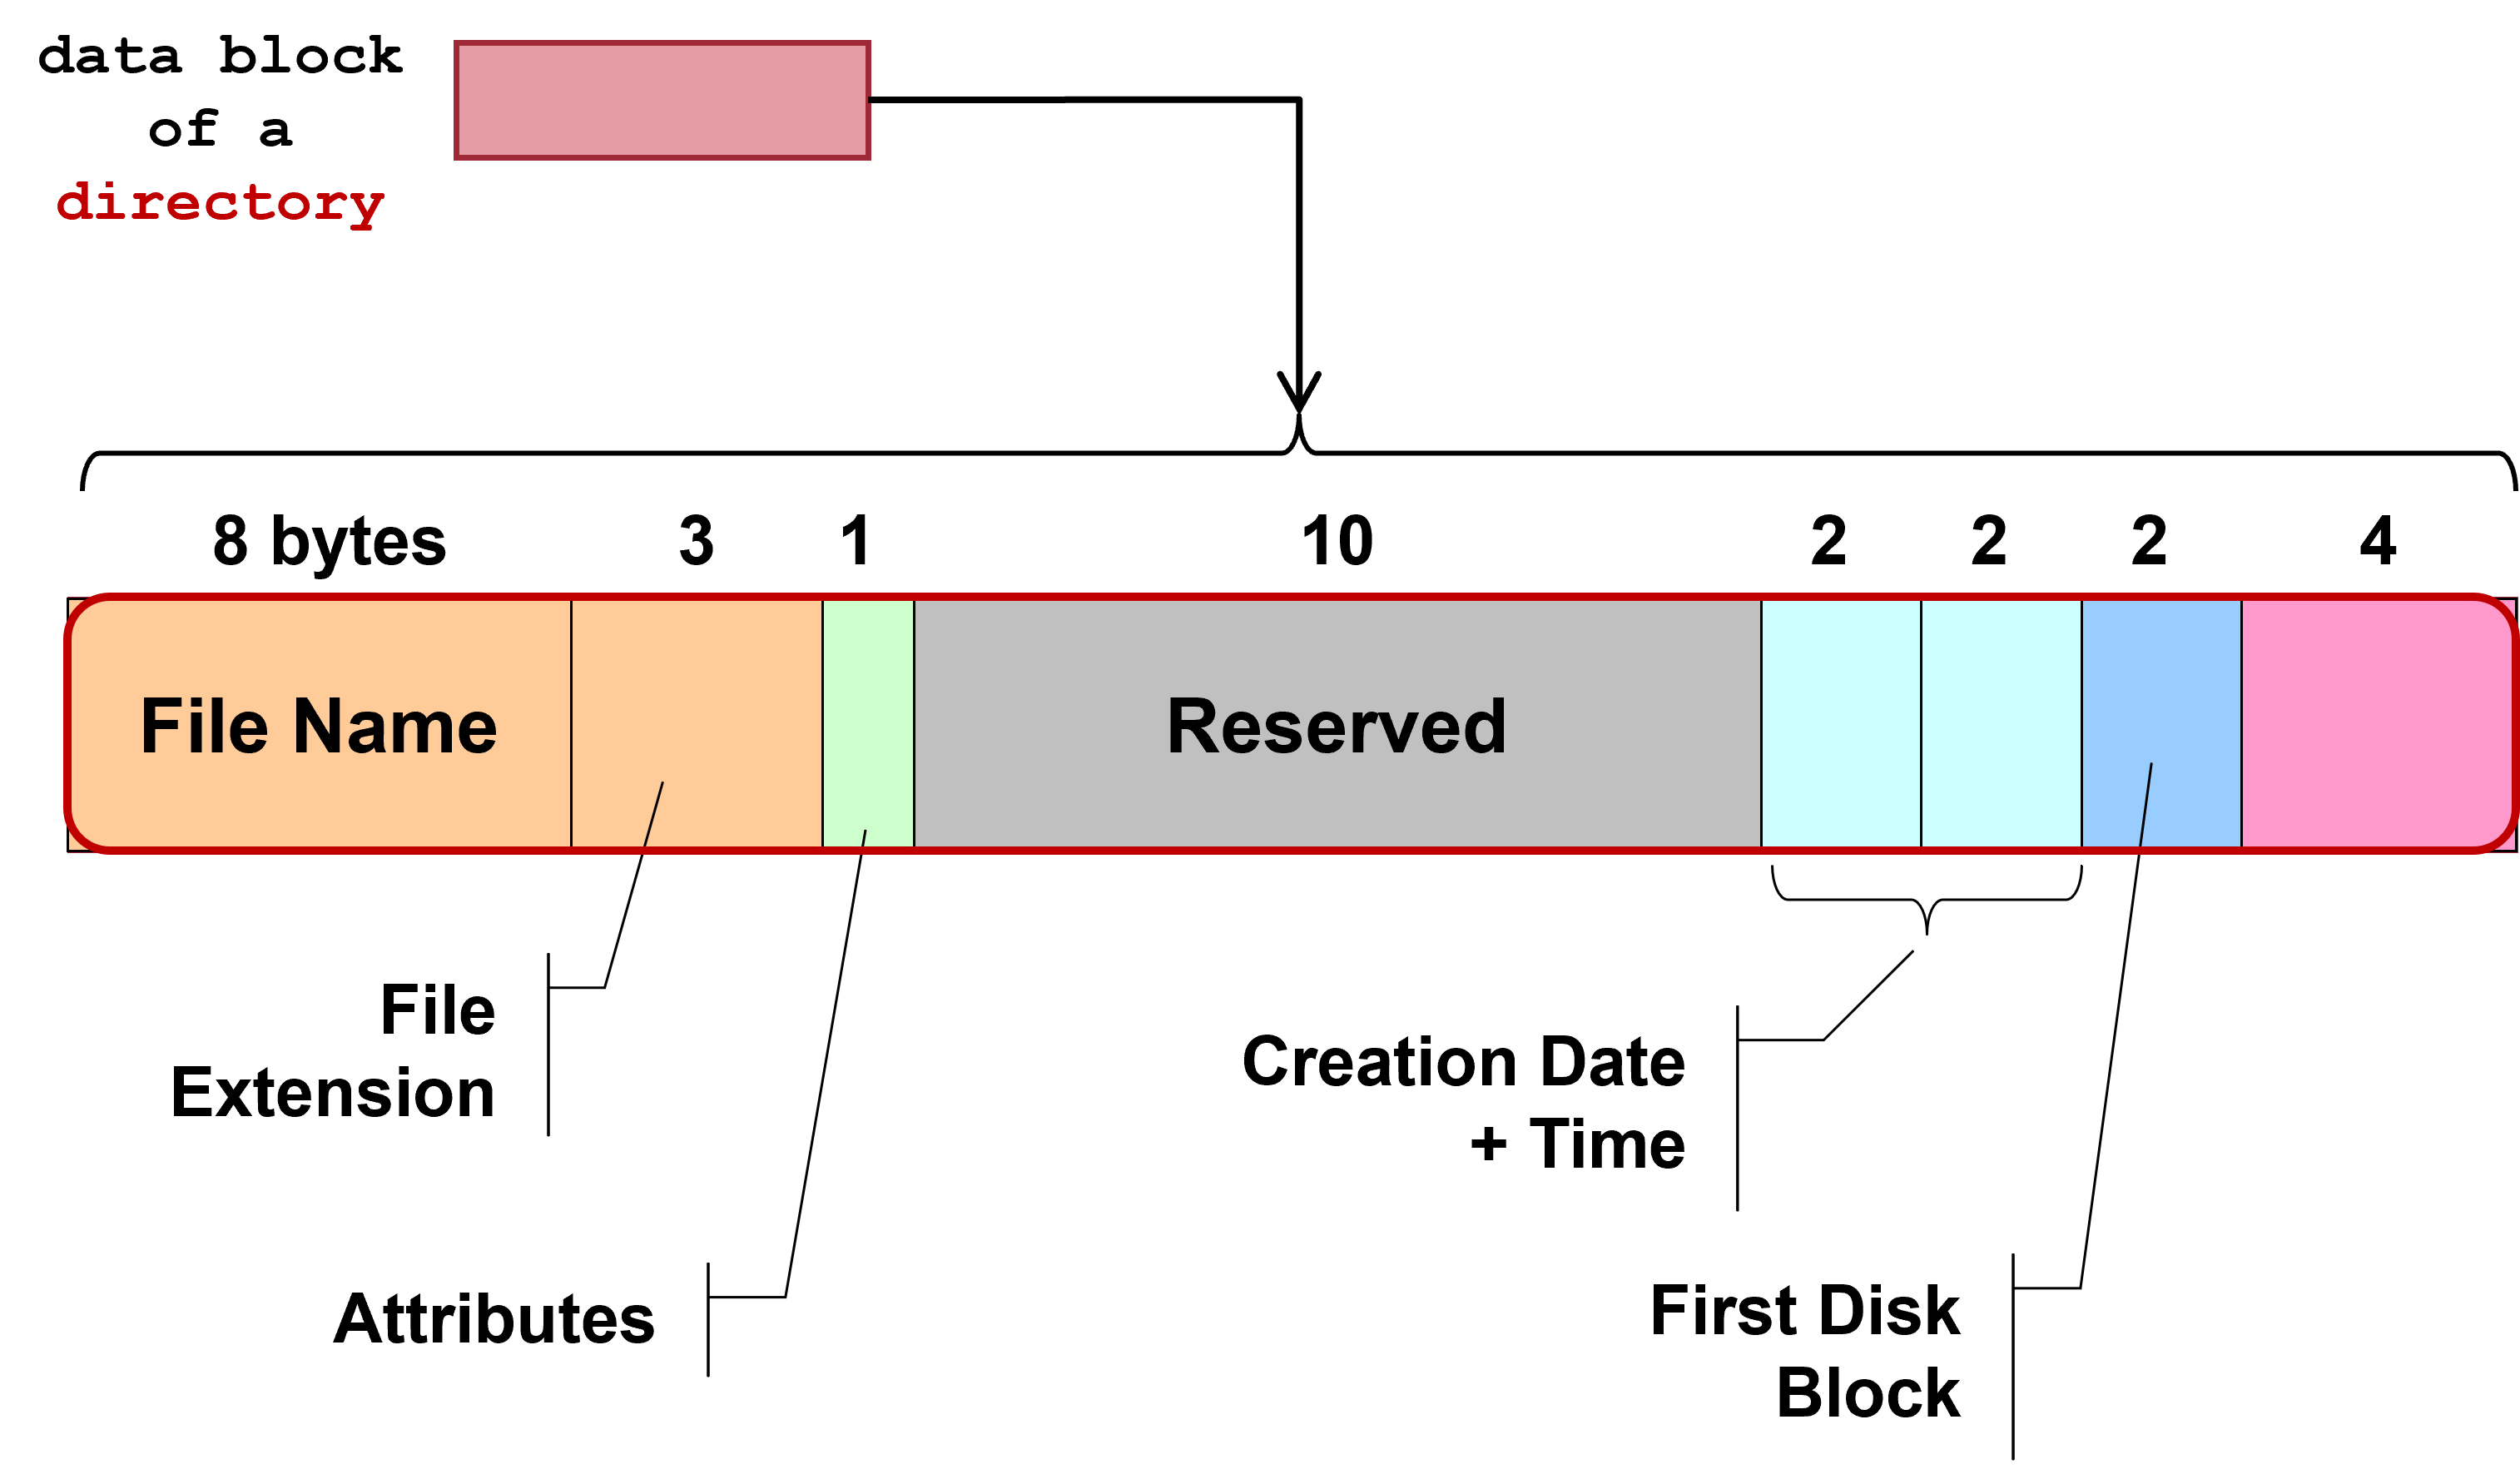 data block
of a
directory
8 bytes 3 1 10 2 2 2 4
File Name Reserved
File
Extension
Creation Date
+ Time
Attributes
First Disk
Block